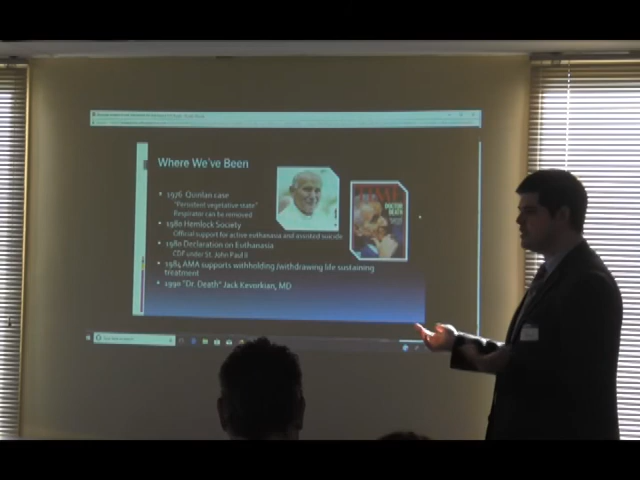 Where We've Been
1976 Quinlan case
"Persistent vegetative state"
Respirator can be removed
1980 Hemlock Society
Official support for active euthanasia and assisted suicide
1980 Declaration on Euthanasia
CDF under St. John Paul II
1984 AMA supports withholding /withdrawing life sustaining
treatment
1990 "Dr. Death" Jack Kevorkian, MD
TIME
DOCTOR
DEATH